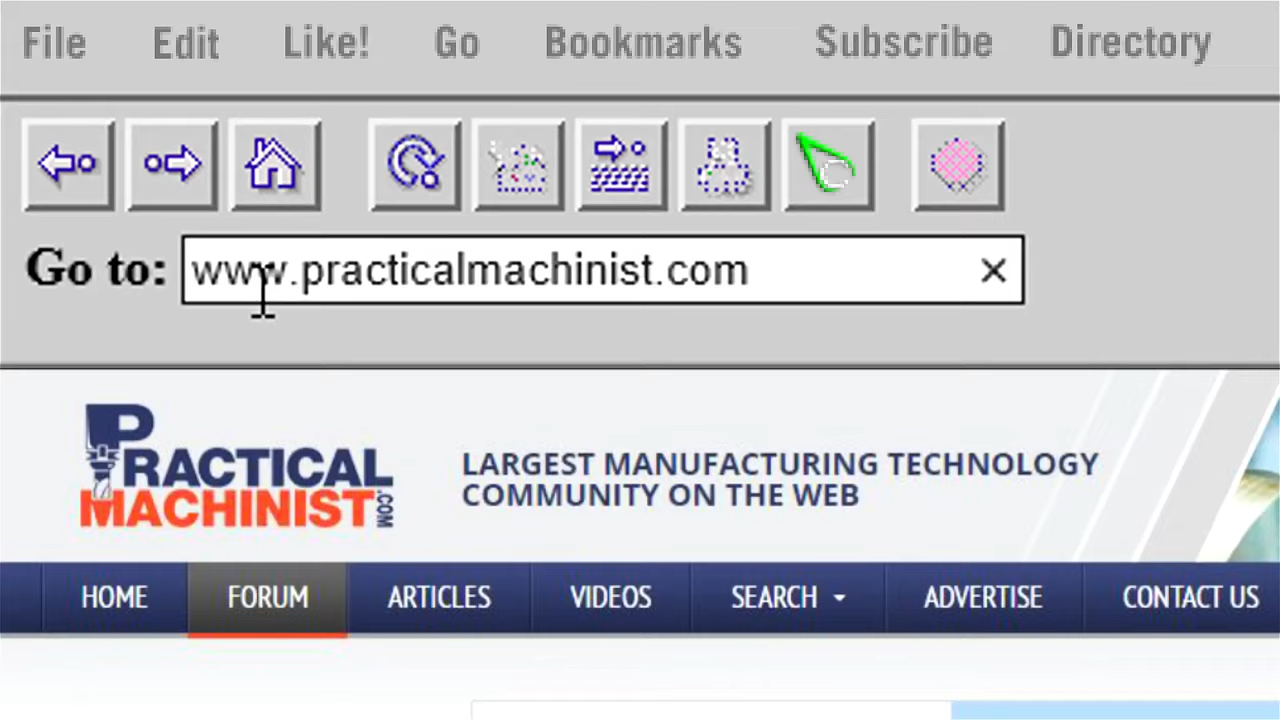 File Edit Like! Go Bookmarks Subscribe Directory
Go to: www.practicalmachinist.com ×
PRACTICAL
MACHINIST.COM
LARGEST MANUFACTURING TECHNOLOGY
COMMUNITY ON THE WEB
HOME FORUM ARTICLES VIDEOS SEARCH ADVERTISE CONTACT US